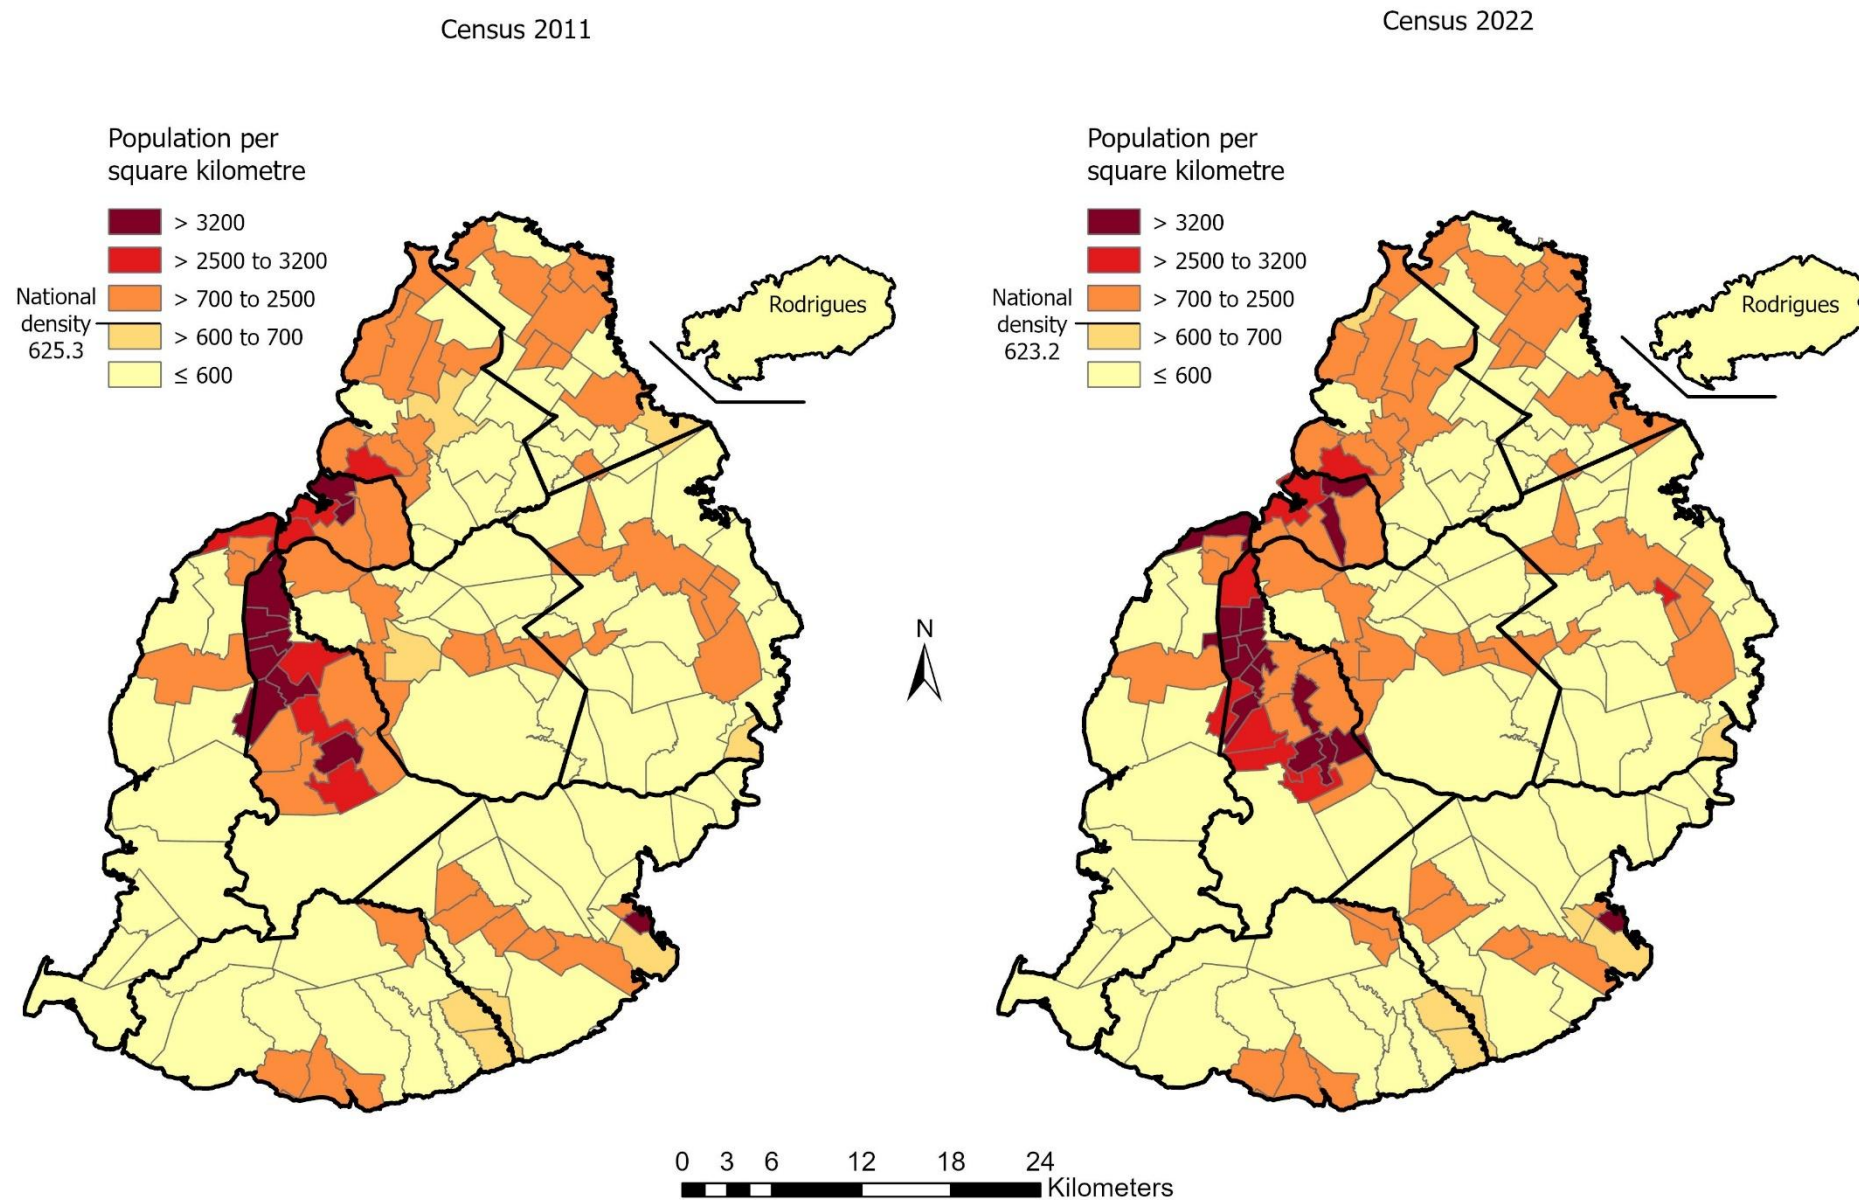 Census 2011
Population per
square kilometre
> 3200
> 2500 to 3200
> 700 to 2500
> 600 to 700
≤ 600
National
density
625.3
Rodrigues
Census 2022
Population per
square kilometre
> 3200
> 2500 to 3200
> 700 to 2500
> 600 to 700
≤ 600
National
density
623.2
Rodrigues
N
0 3 6 12 18 24
Kilometers